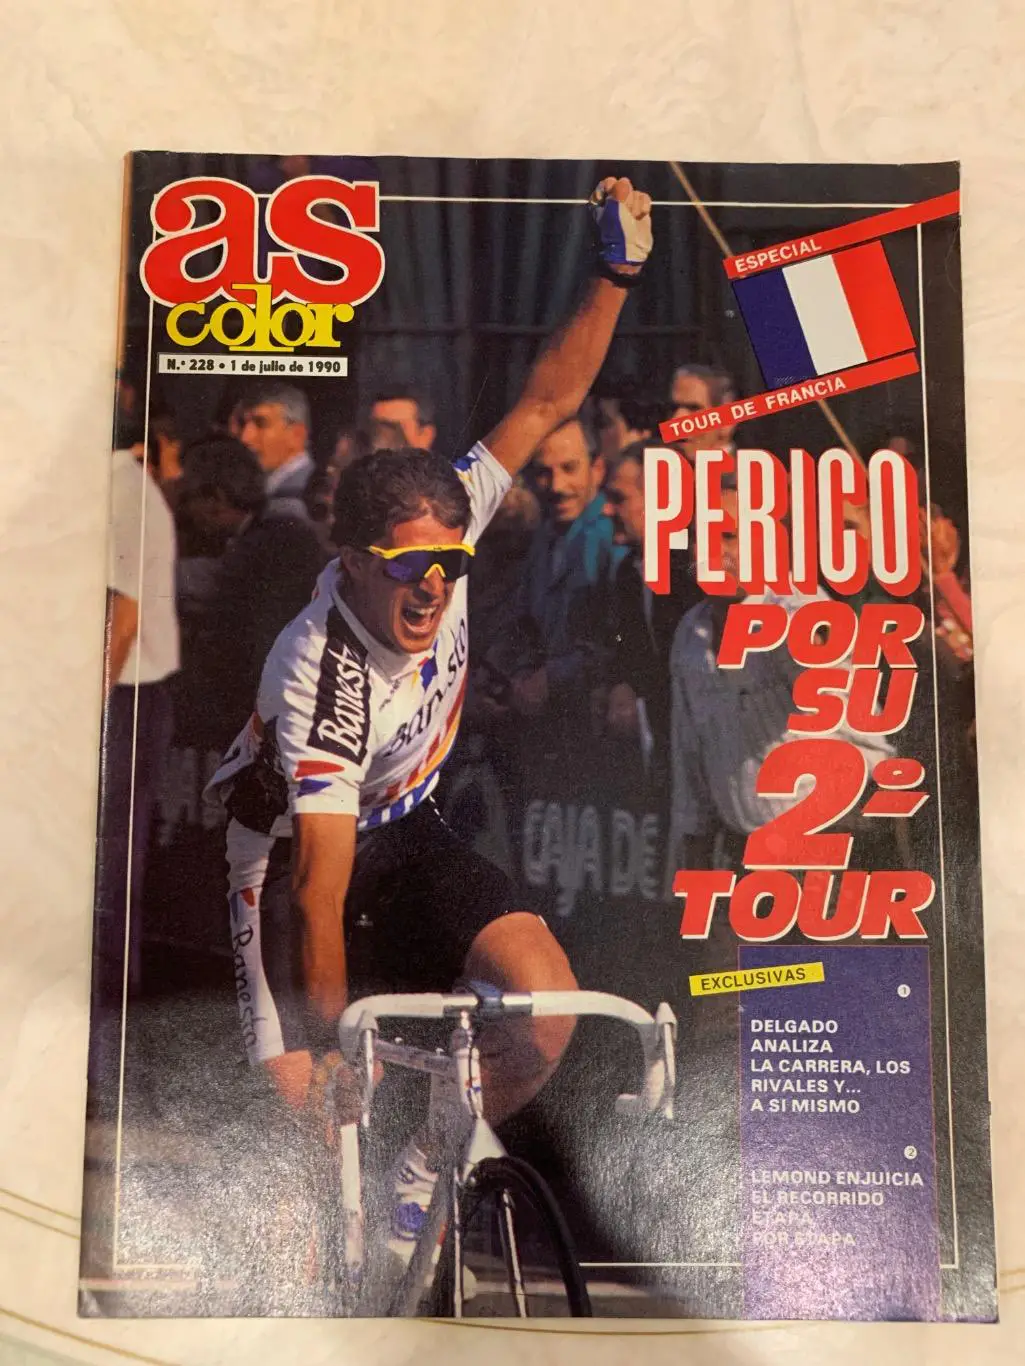 as
color
N.º 228 • 1 de julio de 1990
ESPECIAL
TOUR DE FRANCIA
PERICO
POR
SU
2º
TOUR
EXCLUSIVAS
1
DELGADO
ANALIZA
LA CARRERA, LOS
RIVALES Y...
A SI MISMO
2
LEMOND ENJUICIA
EL RECORRIDO
ETAPA
POR ETAPA
Banesto
Banesto
Banesto
CAJA DE